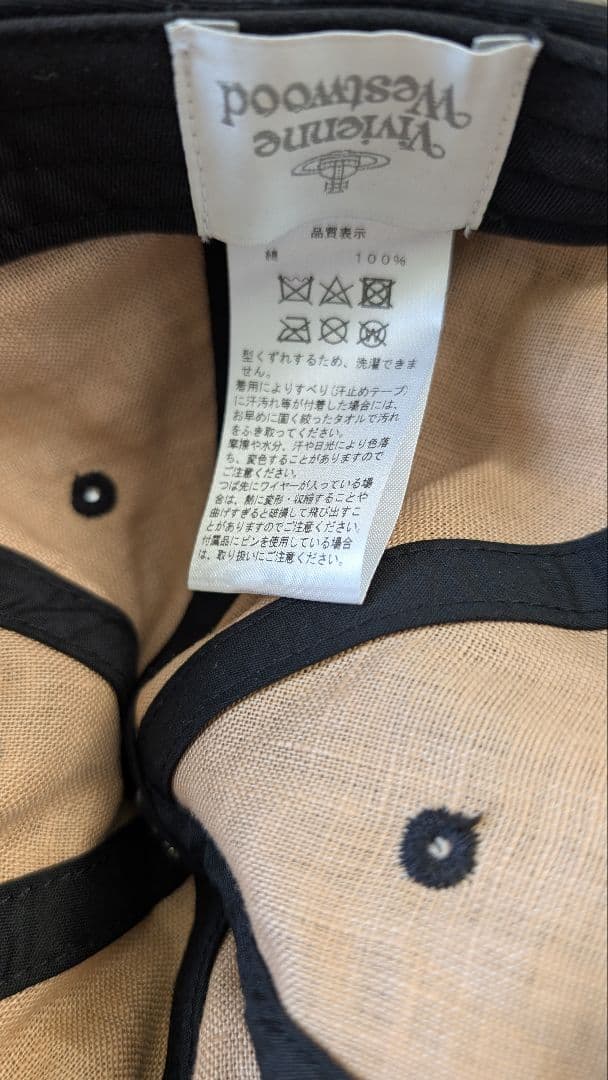 Vivienne
Westwood
品質表示
綿 100%
W
型くずれするため、洗濯できま
せん。
着用によりすべり(汗止めテープ)
に汗汚れ等が付着した場合には、
お早めに固く絞ったタオルで汚れ
をふき取ってください。
摩擦や水分、汗や日光により色落
ち、変色することがありますので
ご注意ください。
つば先にワイヤーが入っている場
合は、熱に変形・収縮することや
曲げすぎると破損して飛び出すこ
とがありますのでご注意ください。
付属品にピンを使用している場合
は、取り扱いにご注意ください。